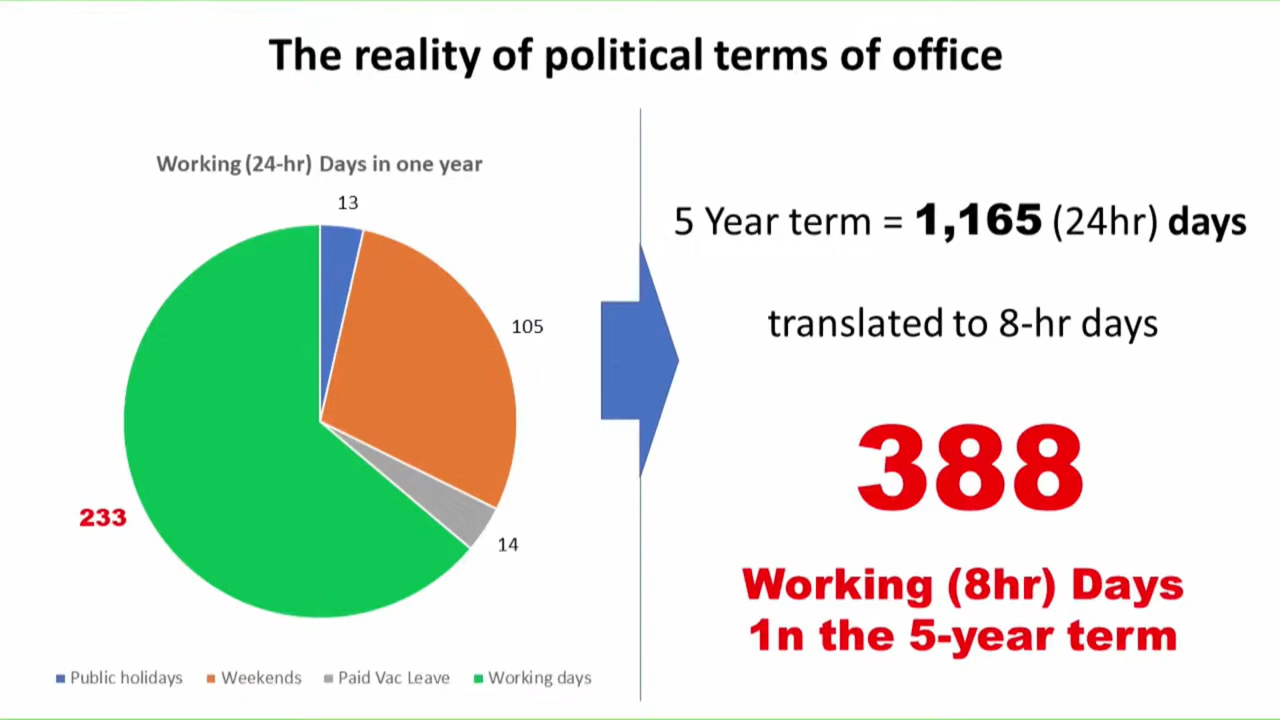 The reality of political terms of office
Working (24-hr) Days in one year
13
105
14
233
Public holidays Weekends Paid Vac Leave Working days
5 Year term = 1,165 (24hr) days
translated to 8-hr days
388
Working (8hr) Days
1n the 5-year term